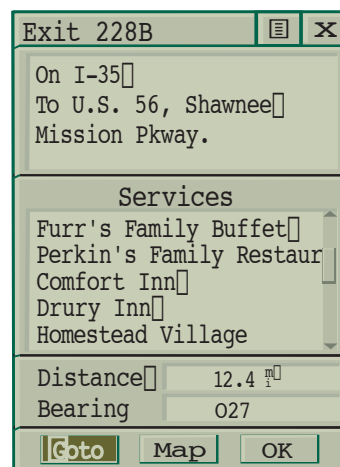 Exit 228B
X
On I-35
To U.S. 56, Shawnee
Mission Pkway.
Services
Furr's Family Buffet
Perkin's Family Restaur
Comfort Inn
Drury Inn
Homestead Village
Distance 12.4 mi
Bearing 027
Goto Map OK